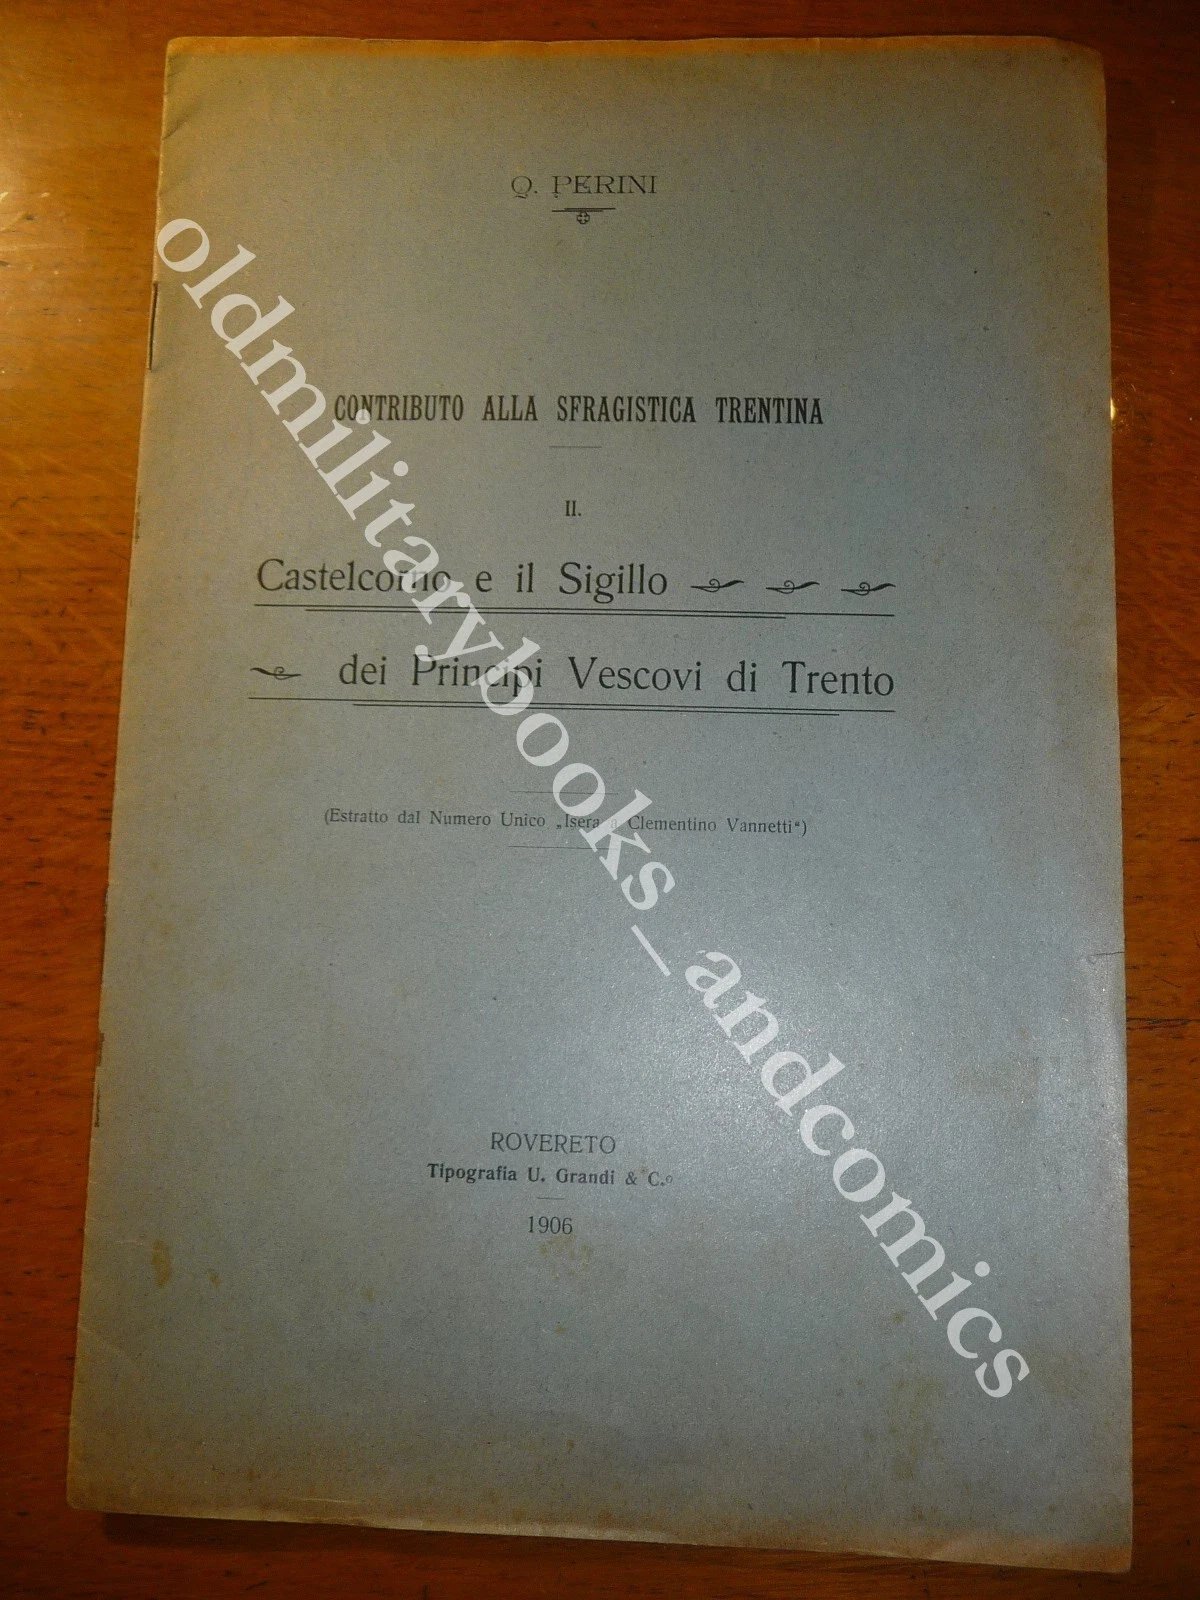 Q. PERINI
CONTRIBUTO ALLA SFRAGISTICA TRENTINA
II.
Castelcorno e il Sigillo
dei Principi Vescovi di Trento
(Estratto dal Numero Unico „Isera a Clementino Vannetti“)
ROVERETO
Tipografia U. Grandi & C.o
1906
oldmilitarybooks_andcomics